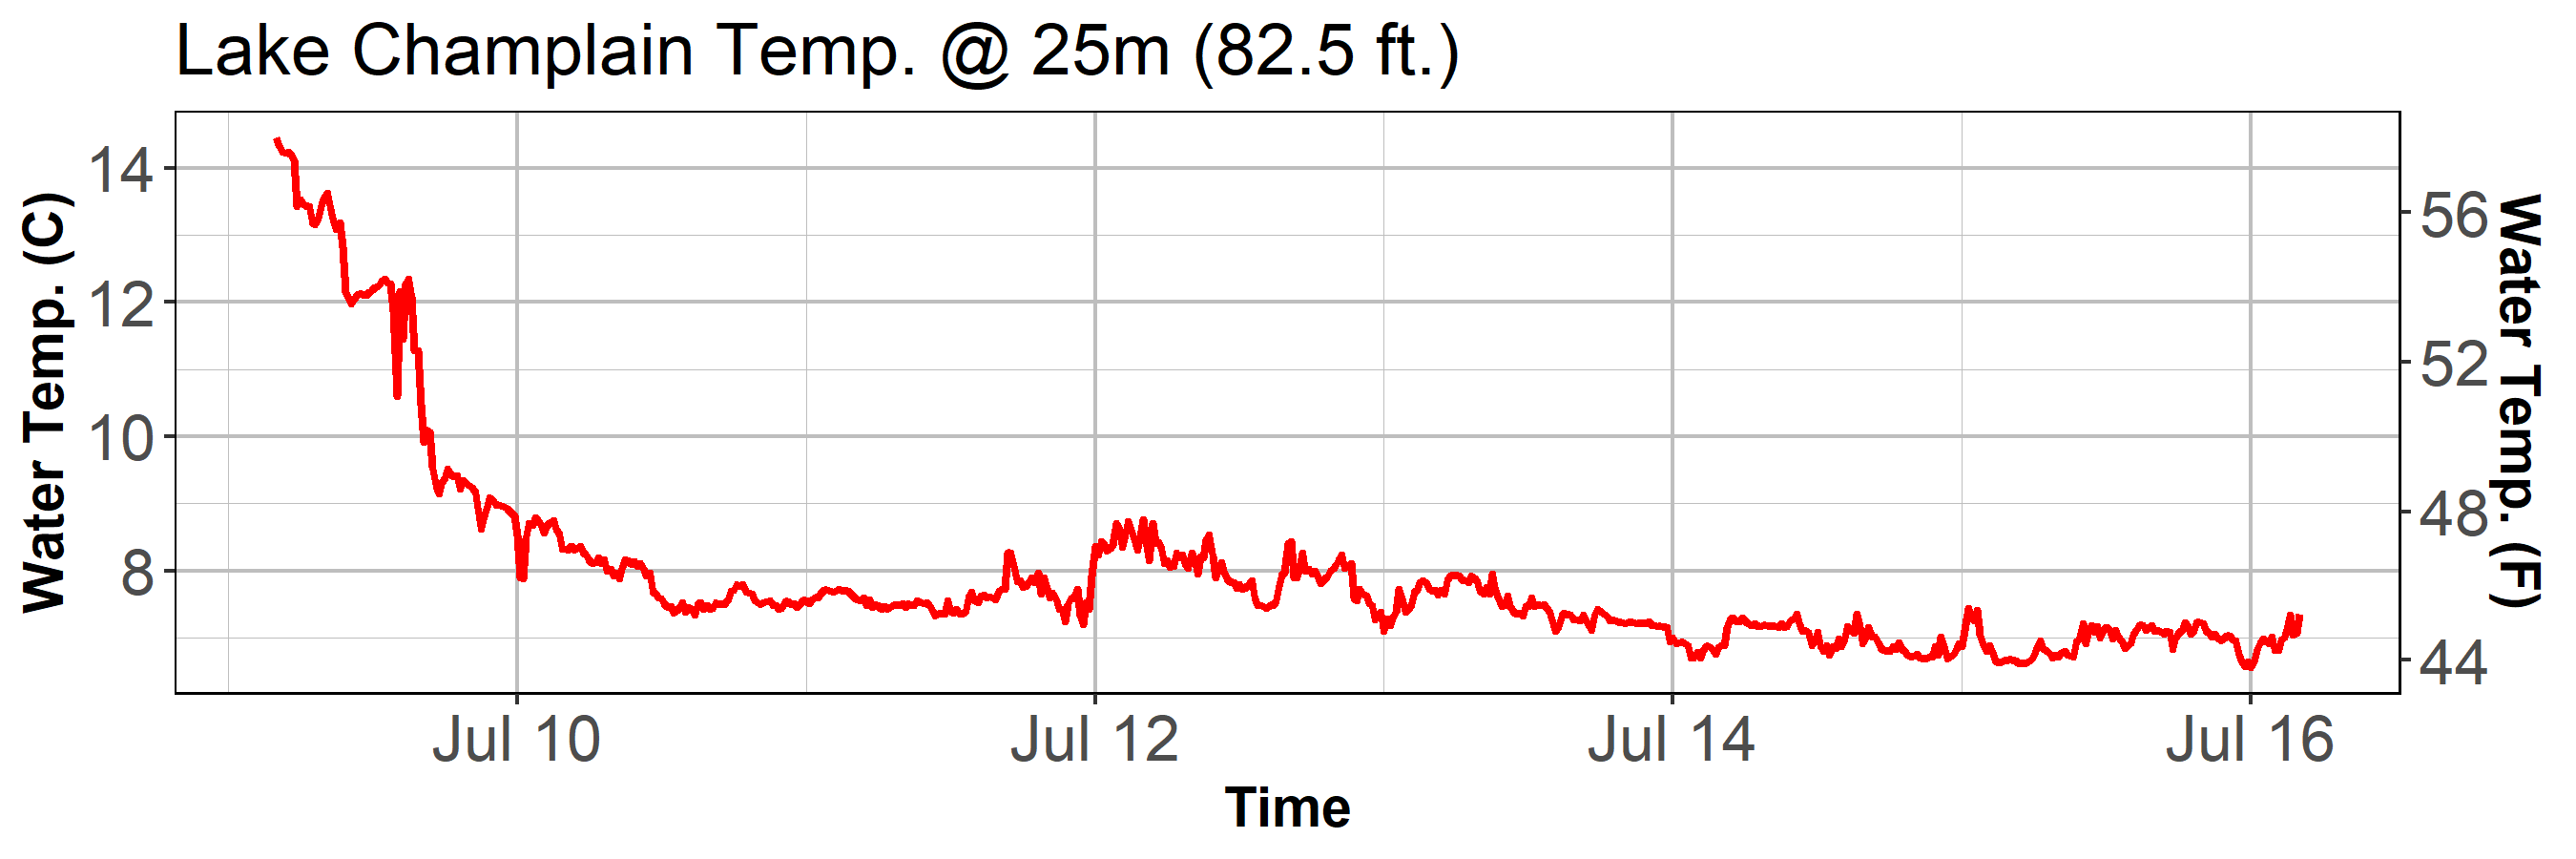 Lake Champlain Temp. @ 25m (82.5 ft.)
Water Temp. (C)
14
12
10
8
56
52
48
44
Water Temp. (F)
Jul 10
Jul 12
Jul 14
Jul 16
Time